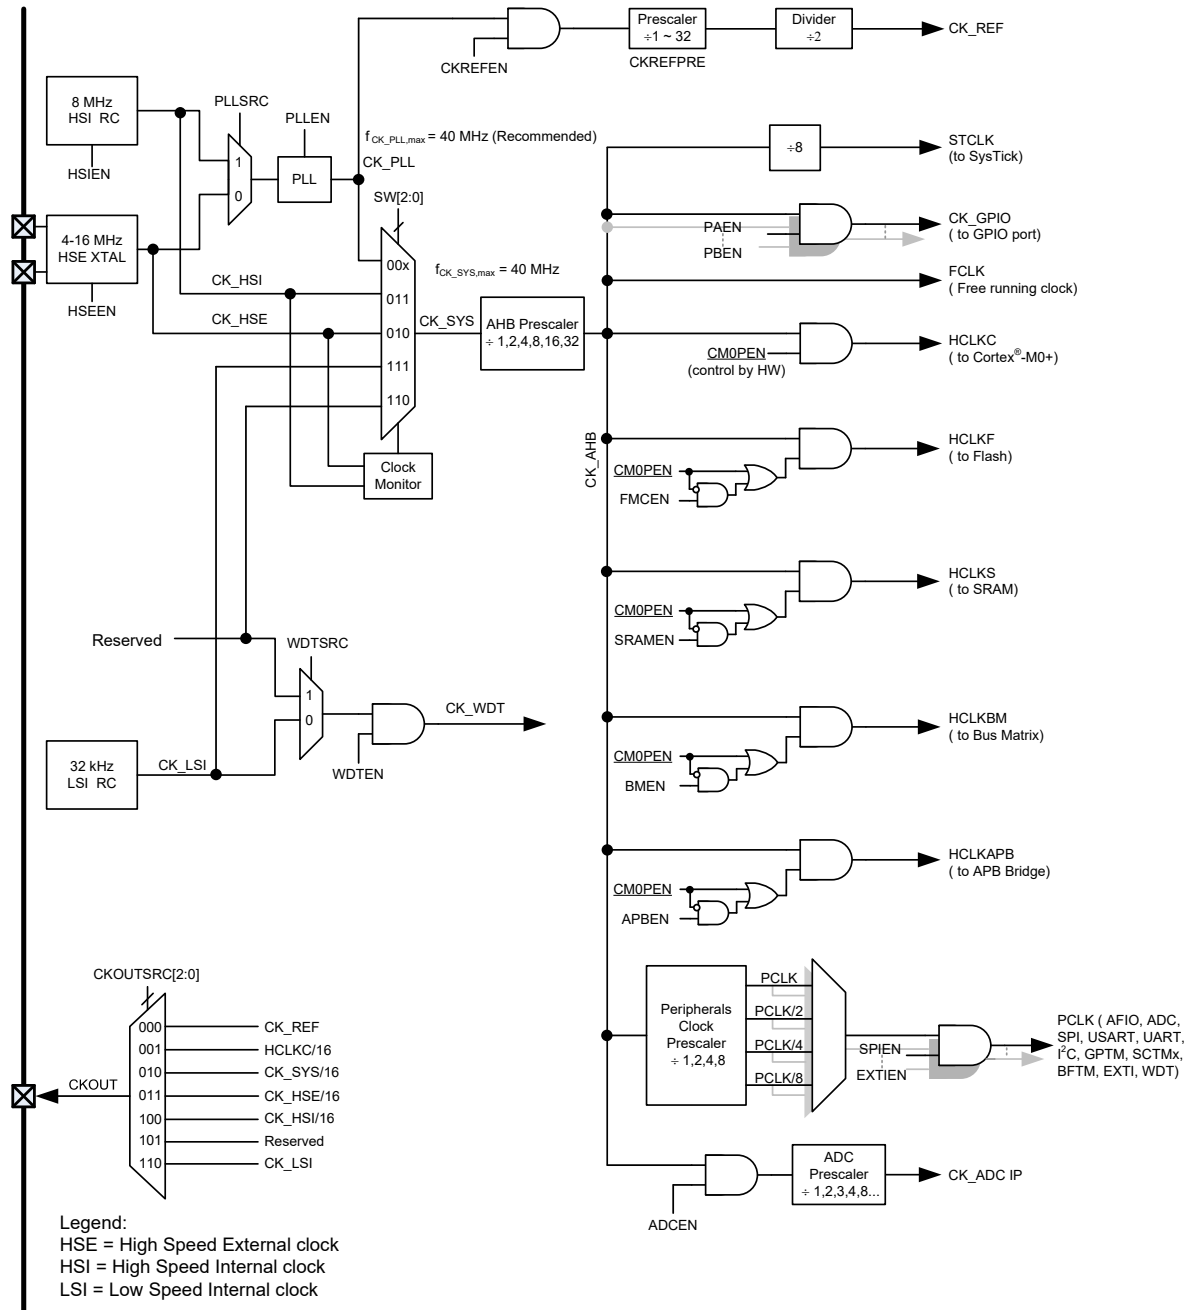 Prescaler
÷1 ~ 32
CKREFPRE
Divider
÷2
CK_REF
CKREFEN
8 MHz
HSI RC
HSIEN
PLLSRC
1
0
PLLEN
PLL
fCK_PLL,max = 40 MHz (Recommended)
CK_PLL
÷8
STCLK
(to SysTick)
4-16 MHz
HSE XTAL
HSEEN
SW[2:0]
00x
011
010
111
110
fCK_SYS,max = 40 MHz
CK_HSI
CK_HSE
CK_SYS
AHB Prescaler
÷ 1,2,4,8,16,32
Clock
Monitor
PAEN
PBEN
CK_GPIO
( to GPIO port)
FCLK
( Free running clock)
CM0PEN
(control by HW)
HCLKC
( to Cortex®-M0+)
CK_AHB
CM0PEN
FMCEN
HCLKF
( to Flash)
CM0PEN
SRAMEN
HCLKS
( to SRAM)
Reserved
WDTSRC
1
0
WDTEN
CK_WDT
32 kHz
LSI RC
CK_LSI
CM0PEN
BMEN
HCLKBM
( to Bus Matrix)
CM0PEN
APBEN
HCLKAPB
( to APB Bridge)
Peripherals
Clock
Prescaler
÷ 1,2,4,8
PCLK
PCLK/2
PCLK/4
PCLK/8
SPIEN
EXTIEN
PCLK ( AFIO, ADC,
SPI, USART, UART,
I²C, GPTM, SCTMx,
BFTM, EXTI, WDT)
ADCEN
ADC
Prescaler
÷ 1,2,3,4,8...
CK_ADC IP
CKOUTSRC[2:0]
CKOUT
000 CK_REF
001 HCLKC/16
010 CK_SYS/16
011 CK_HSE/16
100 CK_HSI/16
101 Reserved
110 CK_LSI
Legend:
HSE = High Speed External clock
HSI = High Speed Internal clock
LSI = Low Speed Internal clock